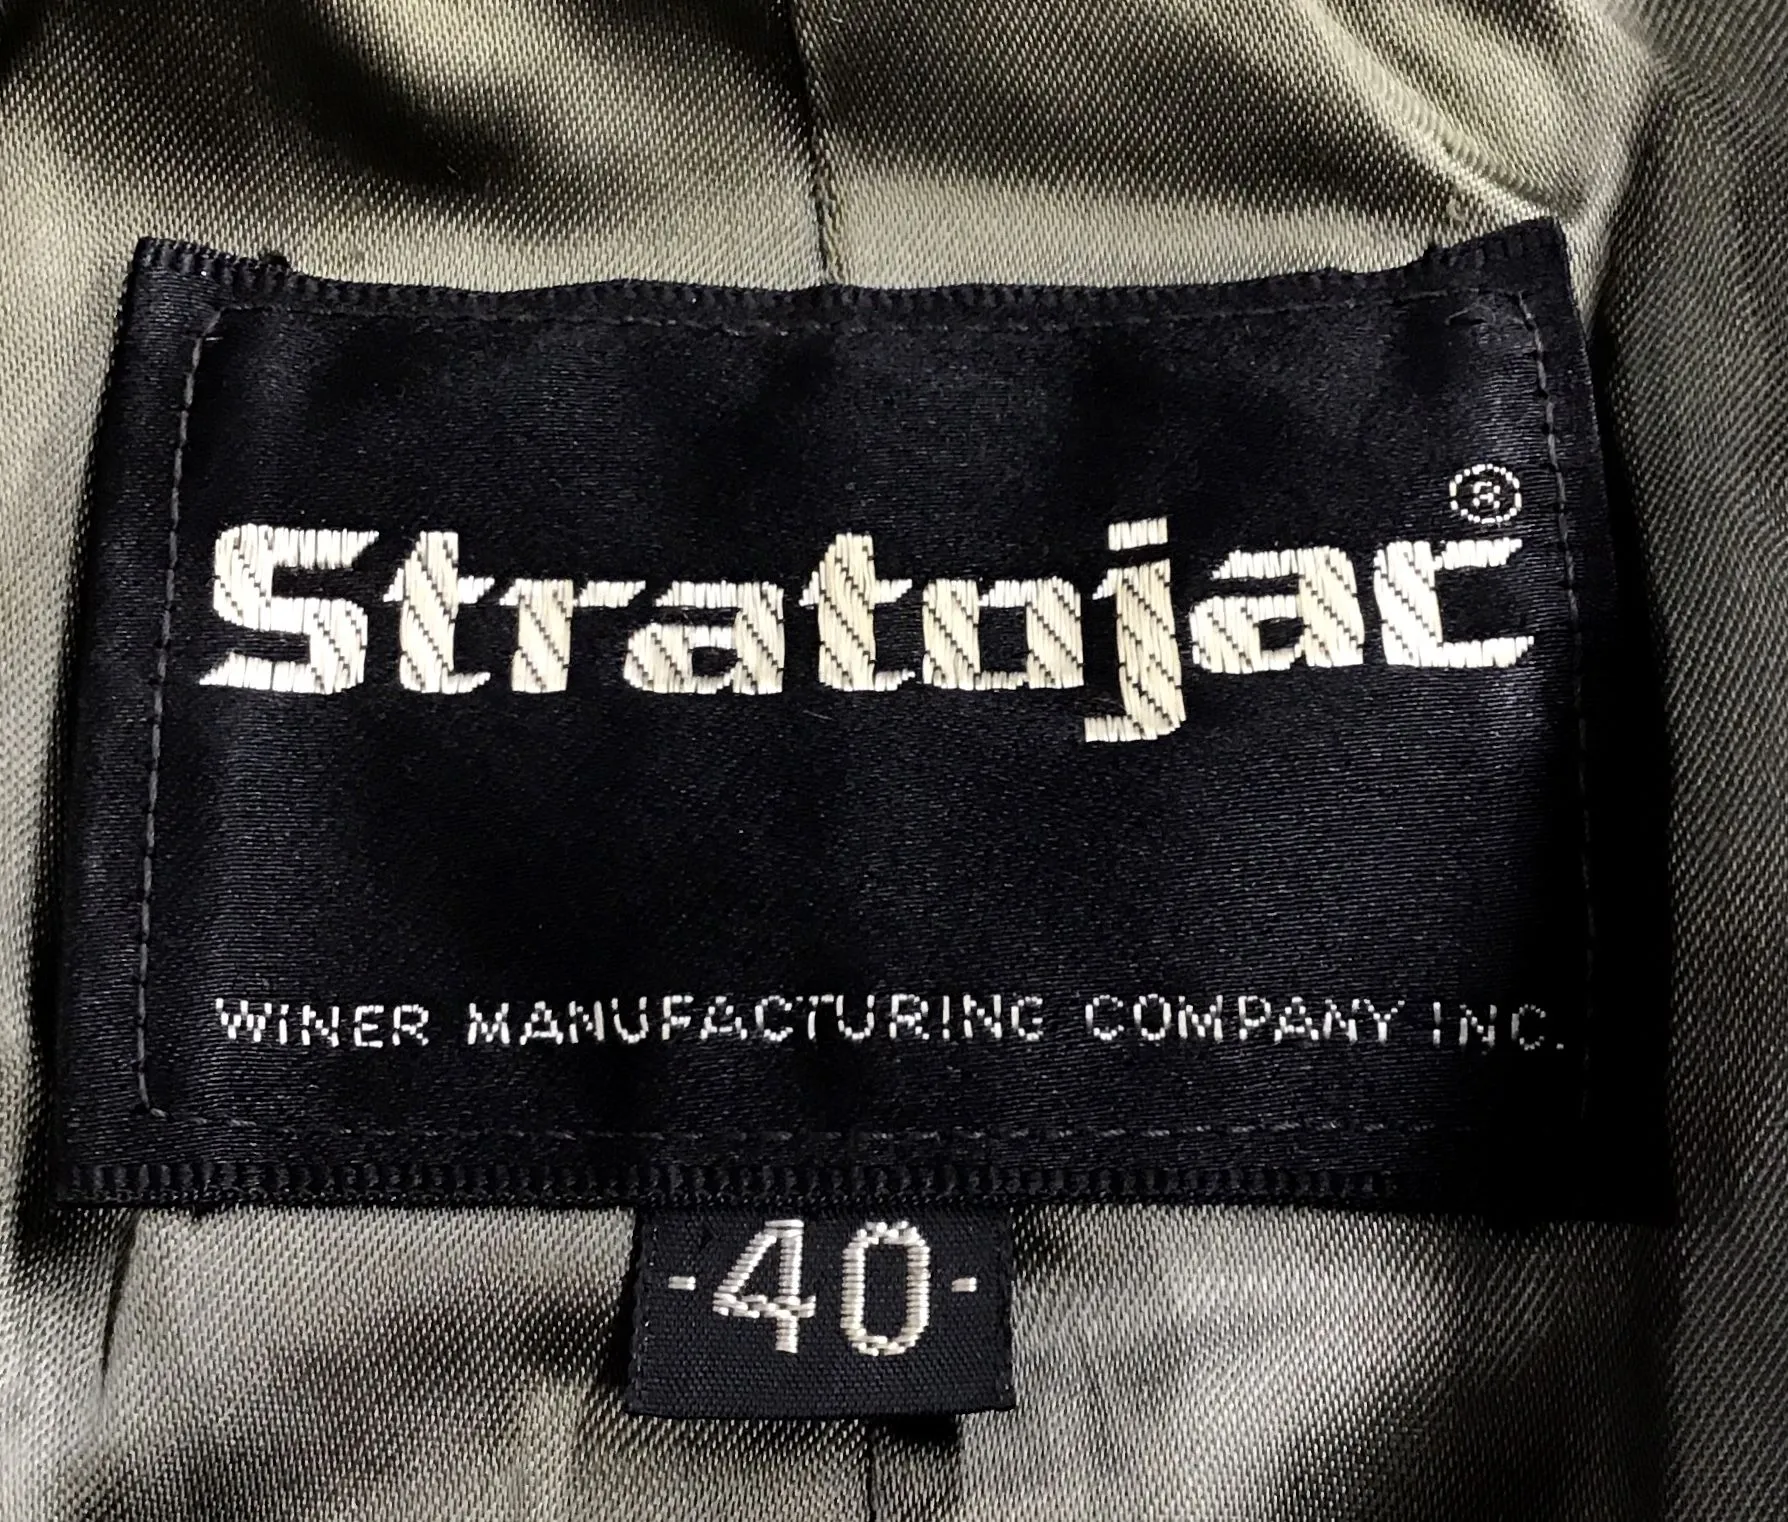 Stratojac®
WINER MANUFACTURING COMPANY INC.
-40-